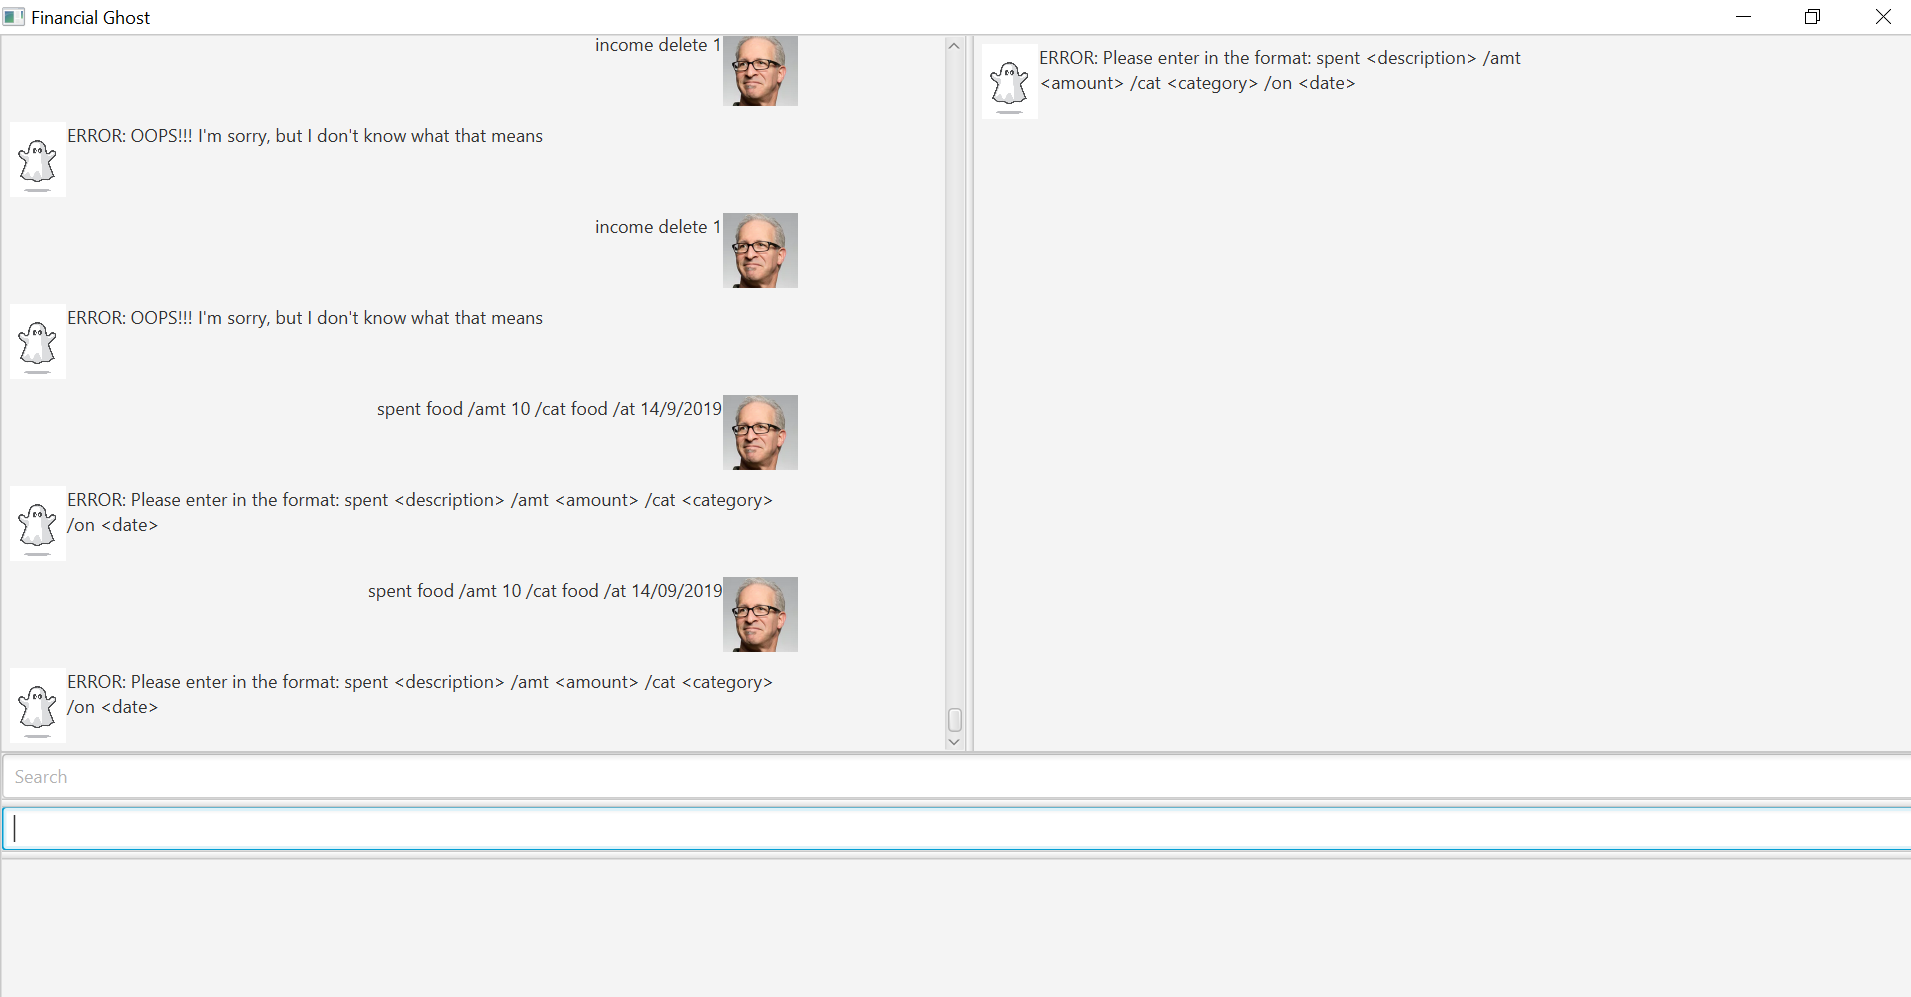 Financial Ghost
income delete 1
ERROR: OOPS!!! I'm sorry, but I don't know what that means
income delete 1
ERROR: OOPS!!! I'm sorry, but I don't know what that means
spent food /amt 10 /cat food /at 14/9/2019
ERROR: Please enter in the format: spent <description> /amt <amount> /cat <category>
/on <date>
spent food /amt 10 /cat food /at 14/09/2019
ERROR: Please enter in the format: spent <description> /amt <amount> /cat <category>
/on <date>
ERROR: Please enter in the format: spent <description> /amt
<amount> /cat <category> /on <date>
Search